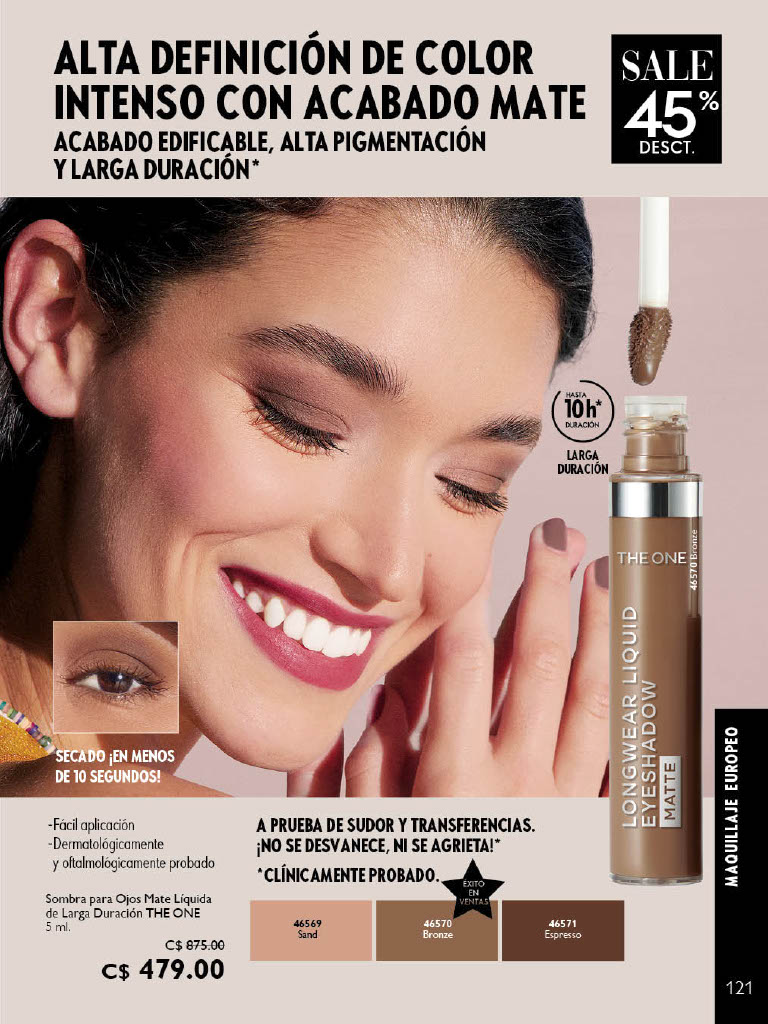 ALTA DEFINICIÓN DE COLOR
INTENSO CON ACABADO MATE
ACABADO EDIFICABLE, ALTA PIGMENTACIÓN
Y LARGA DURACIÓN*
SALE
45%
DESCT.
HASTA
10h*
DURACIÓN
LARGA
DURACIÓN
THE ONE
46570 Bronze
LONGWEAR LIQUID
EYESHADOW
MATTE
SECADO ¡EN MENOS
DE 10 SEGUNDOS!
-Fácil aplicación
-Dermatológicamente
y oftalmológicamente probado
Sombra para Ojos Mate Líquida
de Larga Duración THE ONE
5 ml.
C$ 875.00
C$ 479.00
A PRUEBA DE SUDOR Y TRANSFERENCIAS.
¡NO SE DESVANECE, NI SE AGRIETA!*
*CLÍNICAMENTE PROBADO.
ÉXITO
EN
VENTAS
46569
Sand
46570
Bronze
46571
Espresso
MAQUILLAJE EUROPEO
121